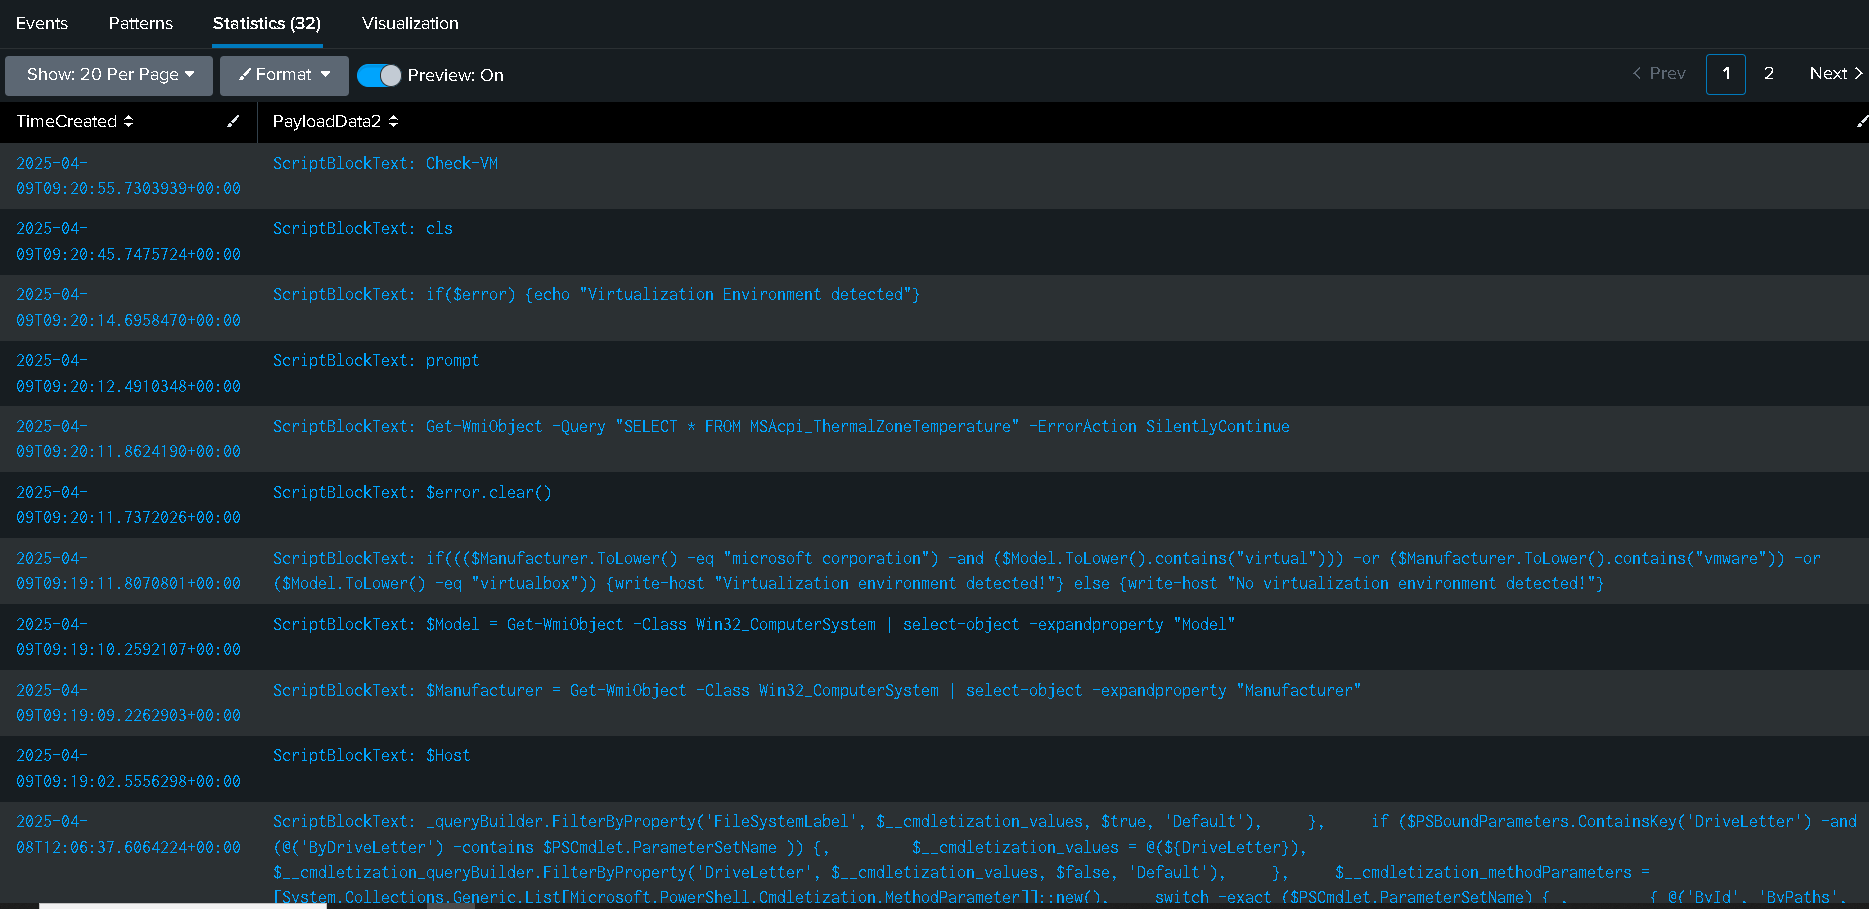 Events Patterns Statistics (32) Visualization
Show: 20 Per Page Format Preview: On Prev 1 2 Next
TimeCreated PayloadData2
2025-04-
09T09:20:55.7303939+00:00
ScriptBlockText: Check-VM
2025-04-
09T09:20:45.7475724+00:00
ScriptBlockText: cls
2025-04-
09T09:20:14.6958470+00:00
ScriptBlockText: if($error) {echo "Virtualization Environment detected"}
2025-04-
09T09:20:12.4910348+00:00
ScriptBlockText: prompt
2025-04-
09T09:20:11.8624190+00:00
ScriptBlockText: Get-WmiObject -Query "SELECT * FROM MSAcpi_ThermalZoneTemperature" -ErrorAction SilentlyContinue
2025-04-
09T09:20:11.7372026+00:00
ScriptBlockText: $error.clear()
2025-04-
09T09:19:11.8070801+00:00
ScriptBlockText: if((($Manufacturer.ToLower() -eq "microsoft corporation") -and ($Model.ToLower().contains("virtual"))) -or ($Manufacturer.ToLower().contains("vmware")) -or
($Model.ToLower() -eq "virtualbox")) {write-host "Virtualization environment detected!"} else {write-host "No virtualization environment detected!"}
2025-04-
09T09:19:10.2592107+00:00
ScriptBlockText: $Model = Get-WmiObject -Class Win32_ComputerSystem | select-object -expandproperty "Model"
2025-04-
09T09:19:09.2262903+00:00
ScriptBlockText: $Manufacturer = Get-WmiObject -Class Win32_ComputerSystem | select-object -expandproperty "Manufacturer"
2025-04-
09T09:19:02.5556298+00:00
ScriptBlockText: $Host
2025-04-
08T12:06:37.6064224+00:00
ScriptBlockText: _queryBuilder.FilterByProperty('FileSystemLabel', $__cmdletization_values, $true, 'Default'), }, if ($PSBoundParameters.ContainsKey('DriveLetter') -and
(@('ByDriveLetter') -contains $PSCmdlet.ParameterSetName )) {, $__cmdletization_values = @(${DriveLetter}),
$__cmdletization_queryBuilder.FilterByProperty('DriveLetter', $__cmdletization_values, $false, 'Default'), }, $__cmdletization_methodParameters =
[System.Collections.Generic.List[Microsoft.PowerShell.Cmdletization.MethodParameter]]::new(), switch -exact ($PSCmdlet.ParameterSetName) { , { @('ById', 'ByPaths',